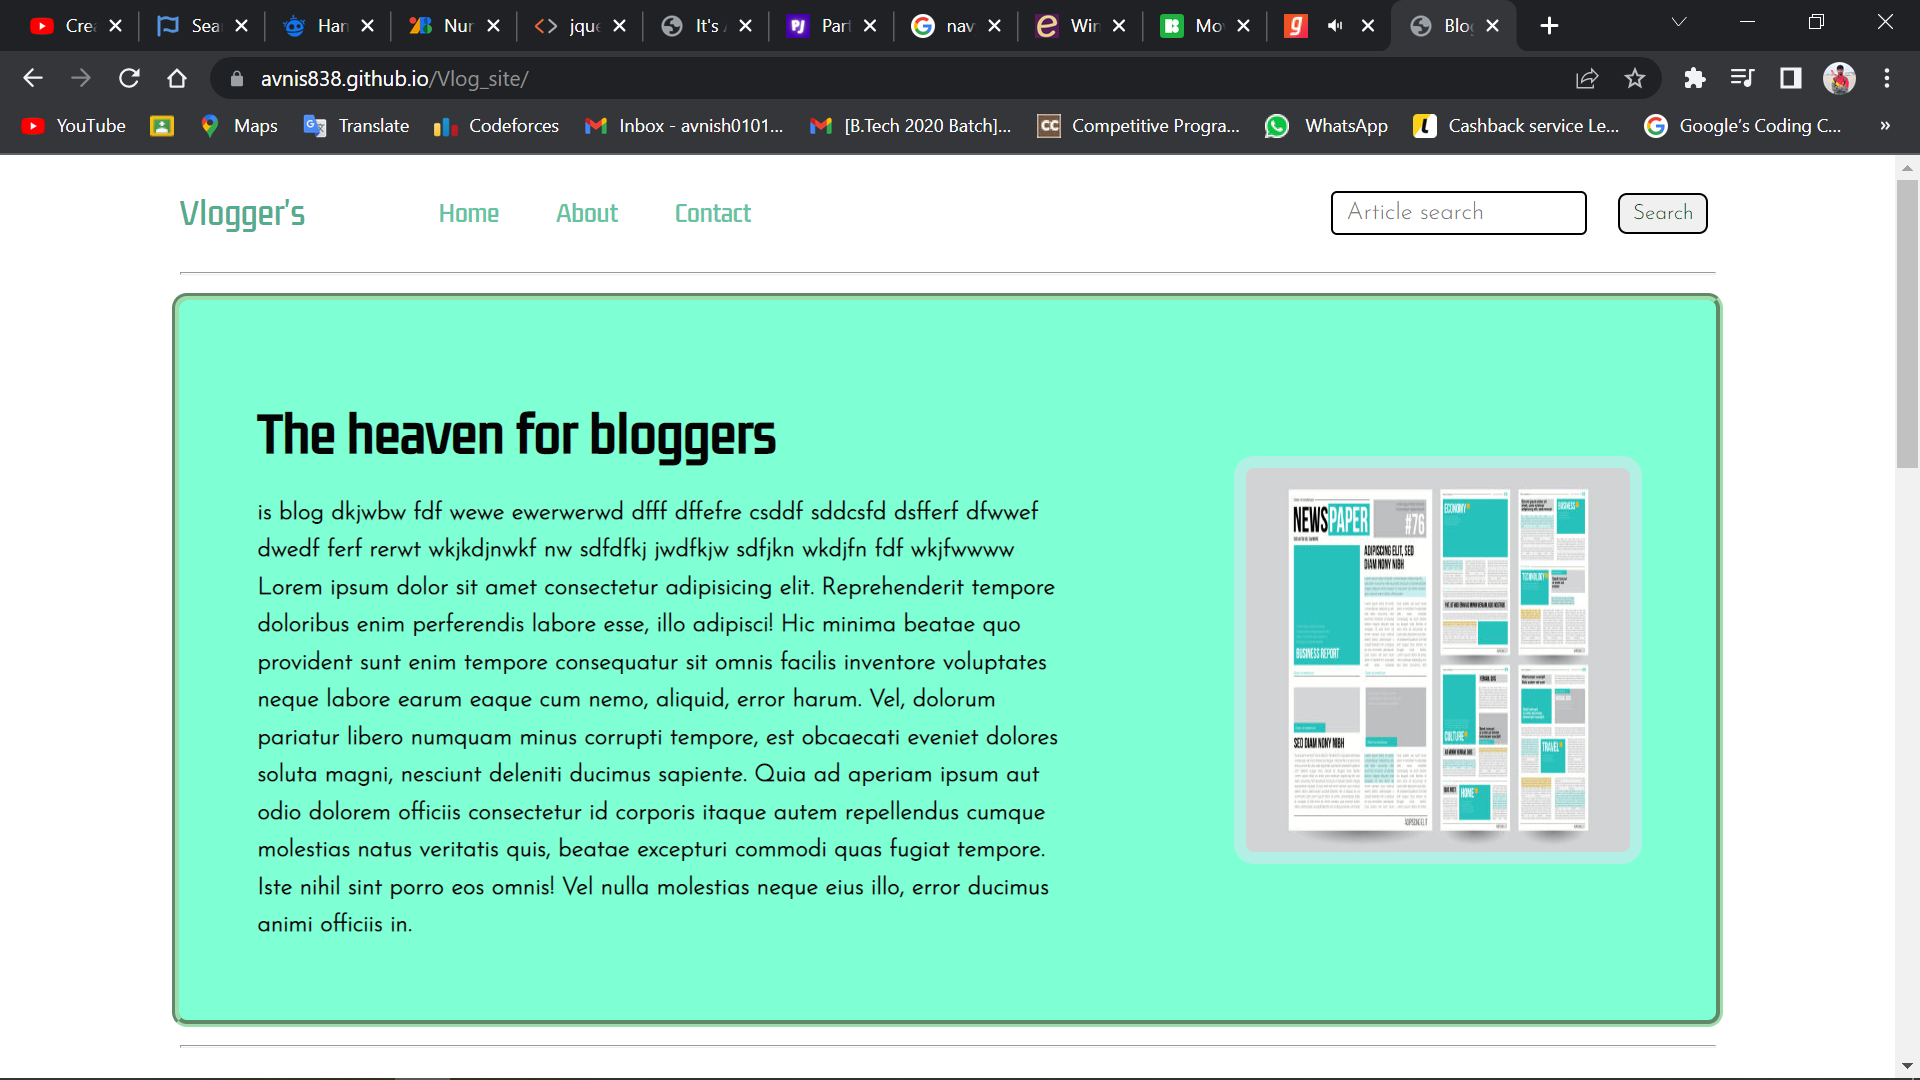 Cre
Sea
Han
Nur
jque
It's
Part
nav
Win
Mo
Blo
avnis838.github.io/Vlog_site/
YouTube
Maps
Translate
Codeforces
Inbox - avnish0101...
[B.Tech 2020 Batch]...
Competitive Progra...
WhatsApp
Cashback service Le...
Google's Coding C...
»
Vlogger's
Home
About
Contact
Article search
Search
The heaven for bloggers
is blog dkjwbw fdf wewe ewerwerwd dfff dffefre csddf sddcsfd dsfferf dfwwef
dwedf ferf rerwt wkjkdjnwkf nw sdfdfkj jwdfkjw sdfjkn wkdjfn fdf wkjfwwww
Lorem ipsum dolor sit amet consectetur adipisicing elit. Reprehenderit tempore
doloribus enim perferendis labore esse, illo adipisci! Hic minima beatae quo
provident sunt enim tempore consequatur sit omnis facilis inventore voluptates
neque labore earum eaque cum nemo, aliquid, error harum. Vel, dolorum
pariatur libero numquam minus corrupti tempore, est obcaecati eveniet dolores
soluta magni, nesciunt deleniti ducimus sapiente. Quia ad aperiam ipsum aut
odio dolorem officiis consectetur id corporis itaque autem repellendus cumque
molestias natus veritatis quis, beatae excepturi commodi quas fugiat tempore.
Iste nihil sint porro eos omnis! Vel nulla molestias neque eius illo, error ducimus
animi officiis in.
NEWSPAPER
#76
ADIPISCING ELIT, SED
DIAM NONY NIBH
BUSINESS REPORT
SED DIAM NONY NIBH
ECONOMY
BUSINESS
TECHNOLOGY
CULTURE
HOME
TRAVEL